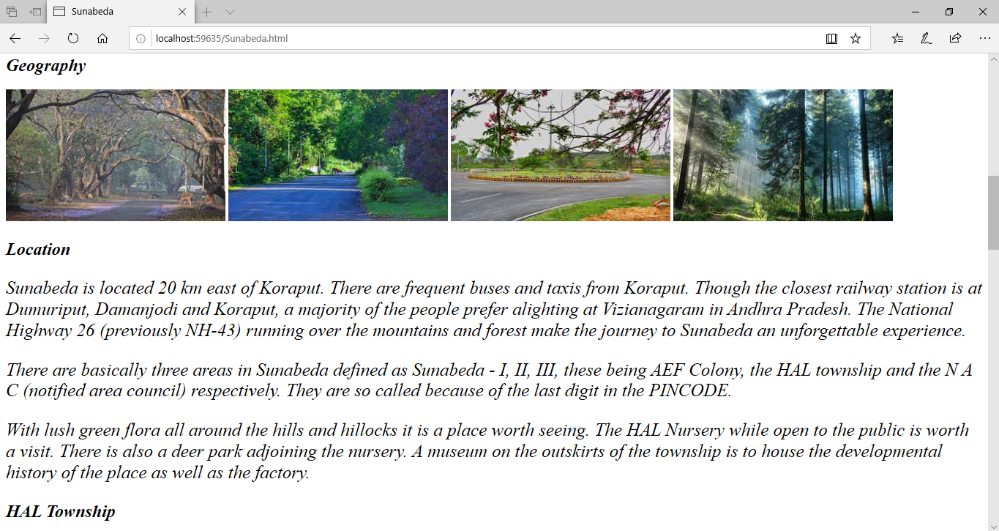 Sunabeda
localhost:59635/Sunabeda.html
Geography
Location
Sunabeda is located 20 km east of Koraput. There are frequent buses and taxis from Koraput. Though the closest railway station is at
Dumuriput, Damanjodi and Koraput, a majority of the people prefer alighting at Vizianagaram in Andhra Pradesh. The National
Highway 26 (previously NH-43) running over the mountains and forest make the journey to Sunabeda an unforgettable experience.
There are basically three areas in Sunabeda defined as Sunabeda - I, II, III, these being AEF Colony, the HAL township and the N A
C (notified area council) respectively. They are so called because of the last digit in the PINCODE.
With lush green flora all around the hills and hillocks it is a place worth seeing. The HAL Nursery while open to the public is worth
a visit. There is also a deer park adjoining the nursery. A museum on the outskirts of the township is to house the developmental
history of the place as well as the factory.
HAL Township